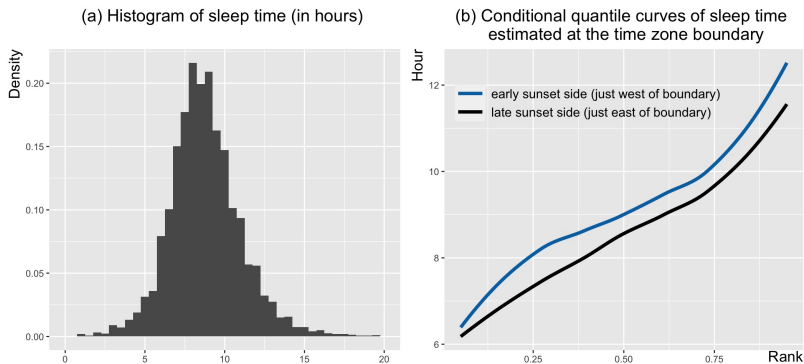 (a) Histogram of sleep time (in hours)
Density
0.20
0.15
0.10
0.05
0.00
0
5
10
15
20
(b) Conditional quantile curves of sleep time
estimated at the time zone boundary
Hour
12
10
8
6
early sunset side (just west of boundary)
late sunset side (just east of boundary)
0.25
0.50
0.75
Rank